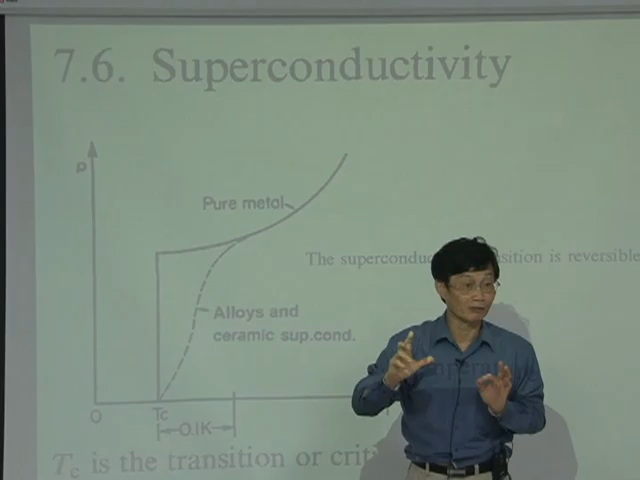 7.6. Superconductivity
ρ
Pure metal
The superconduc sition is reversible
Alloys and
ceramic sup.cond.
O
Tc
0.1K
Tc is the transition or crit